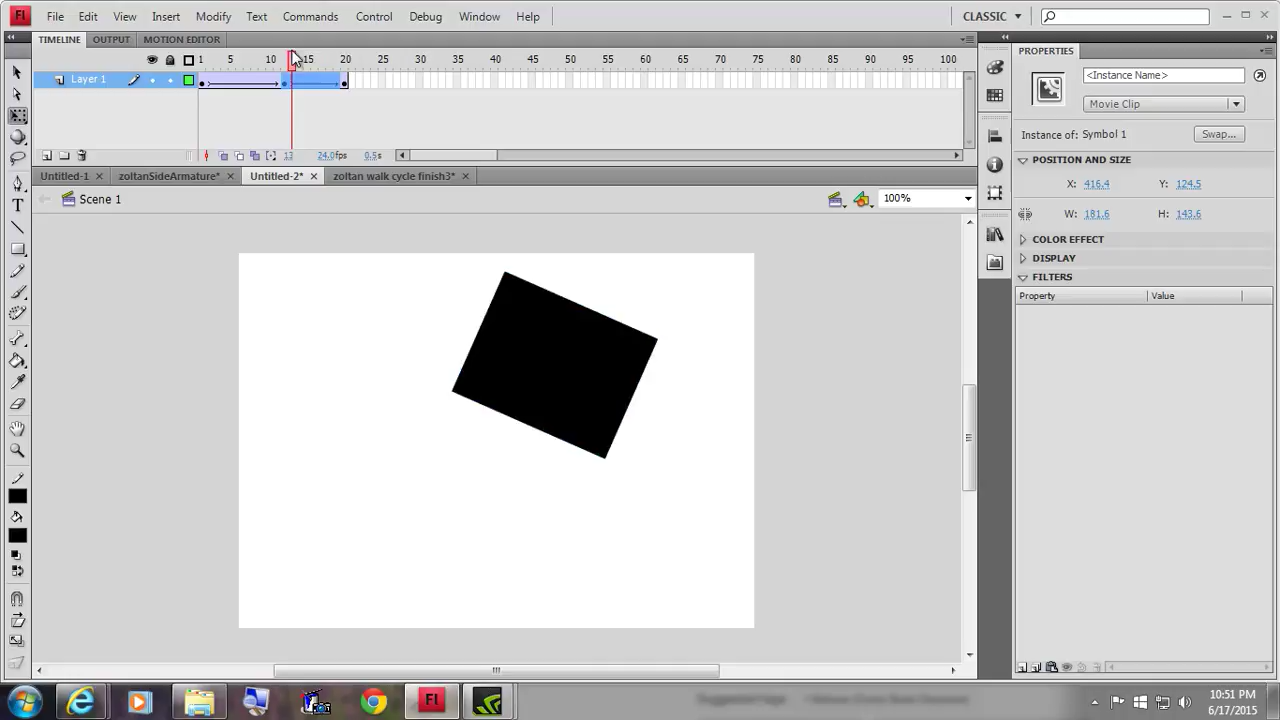 Fl File Edit View Insert Modify Text Commands Control Debug Window Help CLASSIC
TIMELINE OUTPUT MOTION EDITOR
1 5 10 15 20 25 30 35 40 45 50 55 60 65 70 75 80 85 90 95 100
Layer 1
13 24.0fps 0.5s
Untitled-1 zoltanSideArmature* Untitled-2* zoltan walk cycle finish3*
Scene 1 100%
PROPERTIES
<Instance Name>
Movie Clip
Instance of: Symbol 1 Swap...
POSITION AND SIZE
X: 416.4 Y: 124.5
W: 181.6 H: 143.6
COLOR EFFECT
DISPLAY
FILTERS
Property Value
T
Fl
10:51 PM
6/17/2015